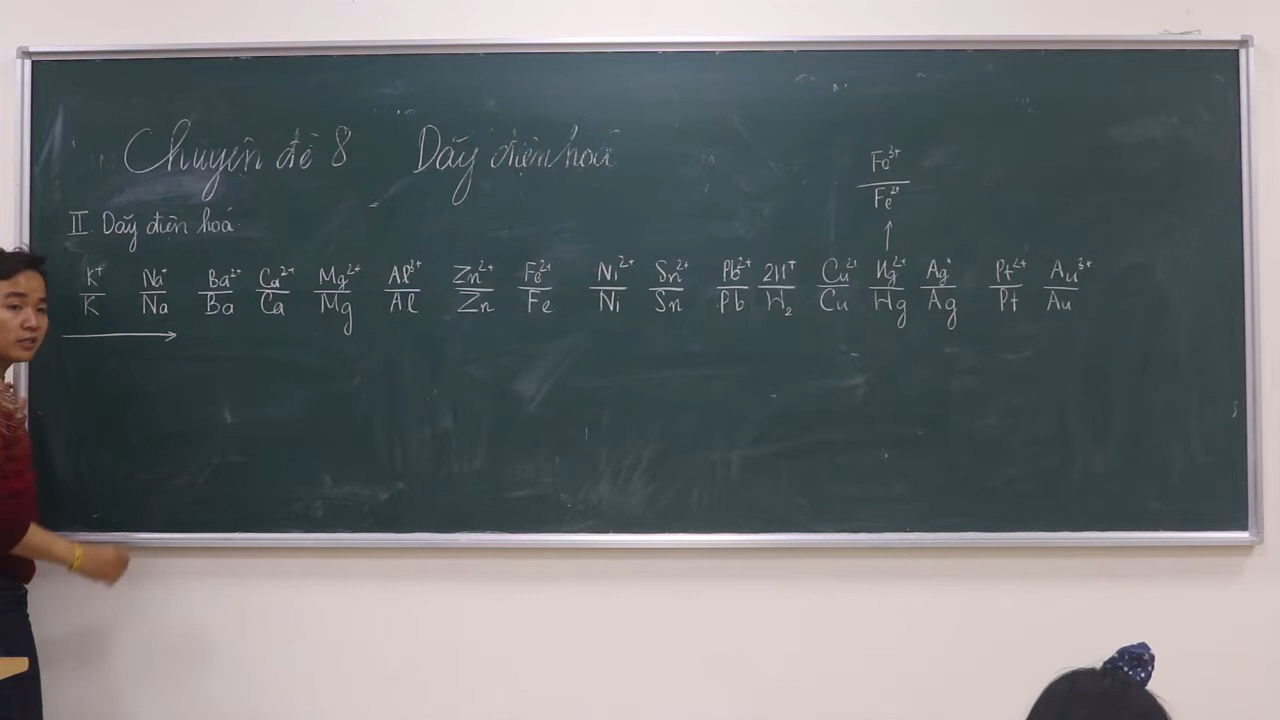 Chuyên đề 8 Dãy điện hoá
Fe³⁺
Fe²⁺
II. Dãy điện hoá
K⁺ Na⁺ Ba²⁺ Ca²⁺ Mg²⁺ Al³⁺ Zn²⁺ Fe²⁺ Ni²⁺ Sn²⁺ Pb²⁺ 2H⁺ Cu²⁺ Hg²⁺ Ag⁺ Pt²⁺ Au³⁺
K Na Ba Ca Mg Al Zn Fe Ni Sn Pb H₂ Cu Hg Ag Pt Au